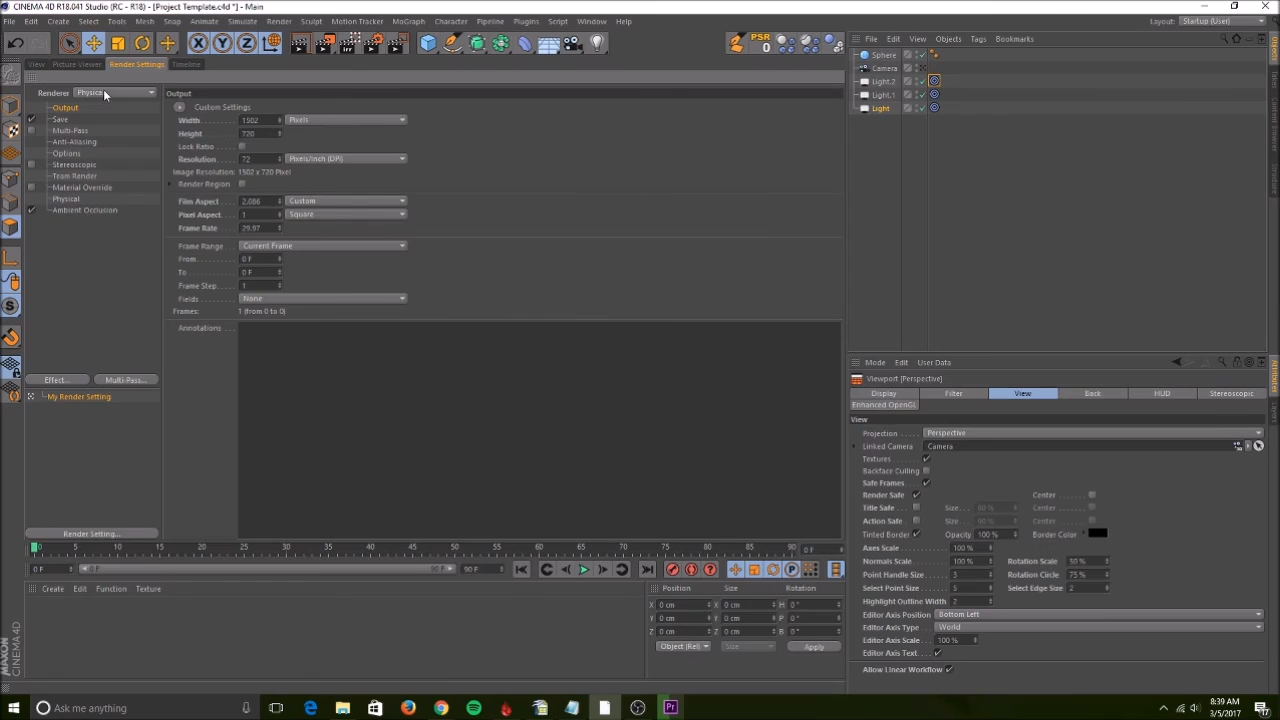 CINEMA 4D R18.041 Studio (RC - R18) - [Project Template.c4d *] - Main
File Edit Create Select Tools Mesh Snap Animate Simulate Render Sculpt Motion Tracker MoGraph Character Pipeline Plugins Script Window Help
Layout: Startup (User)
X Y Z
PSR
0
File Edit View Objects Tags Bookmarks
Sphere
Camera
Light.2
Light.1
Light
Objects
View Picture Viewer Render Settings Timeline
Renderer Physical
Output
Save
Multi-Pass
Anti-Aliasing
Options
Stereoscopic
Team Render
Material Override
Physical
Ambient Occlusion
Effect... Multi-Pass...
My Render Setting
Render Setting...
Output
Custom Settings
Width 1502 Pixels
Height 720
Lock Ratio
Resolution 72 Pixels/Inch (DPI)
Image Resolution: 1502 x 720 Pixel
Render Region
Film Aspect 2.086 Custom
Pixel Aspect 1 Square
Frame Rate 29.97
Frame Range Current Frame
From 0 F
To 0 F
Frame Step 1
Fields None
Frames: 1 (from 0 to 0)
Annotations
Mode Edit User Data
Viewport [Perspective]
Display Filter View Back HUD Stereoscopic
Enhanced OpenGL
View
Projection Perspective
Linked Camera Camera
Textures
Backface Culling
Safe Frames
Render Safe Center
Title Safe Size 80 % Center
Action Safe Size 90 % Center
Tinted Border Opacity 100 % Border Color
Axes Scale 100 %
Normals Scale 100 % Rotation Scale 50 %
Point Handle Size 3 Rotation Circle 75 %
Select Point Size 5 Select Edge Size 2
Highlight Outline Width 2
Editor Axis Position Bottom Left
Editor Axis Type World
Editor Axis Scale 100 %
Editor Axis Text
Allow Linear Workflow
Attributes
0 5 10 15 20 25 30 35 40 45 50 55 60 65 70 75 80 85 90 0 F
0 F 0 F 90 F 90 F
Create Edit Function Texture
Position Size Rotation
X 0 cm X 0 cm H 0 °
Y 0 cm Y 0 cm P 0 °
Z 0 cm Z 0 cm B 0 °
Object (Rel) Size Apply
MAXON
CINEMA 4D
Ask me anything
Pr
8:39 AM
3/5/2017
17